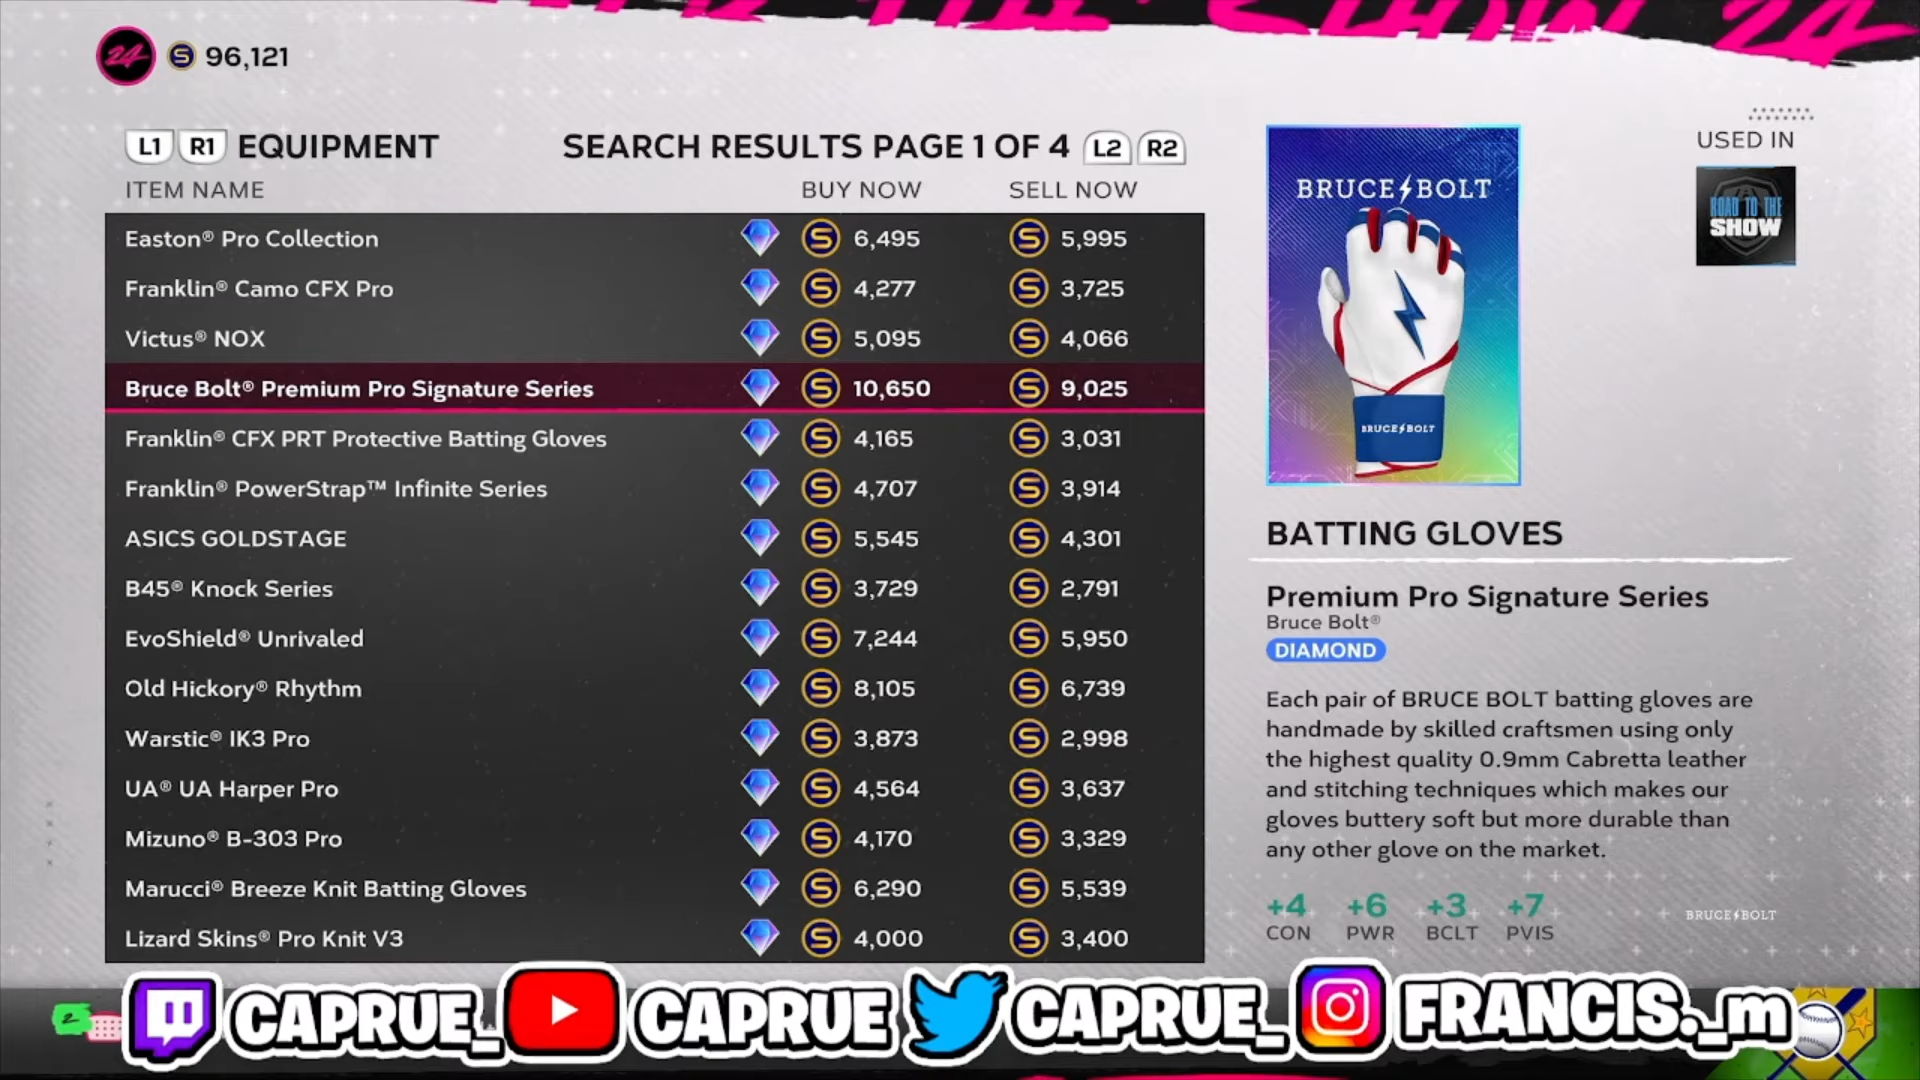 THE SHOW 24
24 S 96,121
L1 R1 EQUIPMENT
SEARCH RESULTS PAGE 1 OF 4 L2 R2
ITEM NAME BUY NOW SELL NOW
Easton® Pro Collection S 6,495 S 5,995
Franklin® Camo CFX Pro S 4,277 S 3,725
Victus® NOX S 5,095 S 4,066
Bruce Bolt® Premium Pro Signature Series S 10,650 S 9,025
Franklin® CFX PRT Protective Batting Gloves S 4,165 S 3,031
Franklin® PowerStrap™ Infinite Series S 4,707 S 3,914
ASICS GOLDSTAGE S 5,545 S 4,301
B45® Knock Series S 3,729 S 2,791
EvoShield® Unrivaled S 7,244 S 5,950
Old Hickory® Rhythm S 8,105 S 6,739
Warstic® IK3 Pro S 3,873 S 2,998
UA® UA Harper Pro S 4,564 S 3,637
Mizuno® B-303 Pro S 4,170 S 3,329
Marucci® Breeze Knit Batting Gloves S 6,290 S 5,539
Lizard Skins® Pro Knit V3 S 4,000 S 3,400
BRUCE BOLT
BRUCE BOLT
USED IN
ROAD TO THE
SHOW
BATTING GLOVES
Premium Pro Signature Series
Bruce Bolt®
DIAMOND
Each pair of BRUCE BOLT batting gloves are
handmade by skilled craftsmen using only
the highest quality 0.9mm Cabretta leather
and stitching techniques which makes our
gloves buttery soft but more durable than
any other glove on the market.
+4 +6 +3 +7
CON PWR BCLT PVIS
BRUCE BOLT
CAPRUE_ CAPRUE CAPRUE_ FRANCIS._m